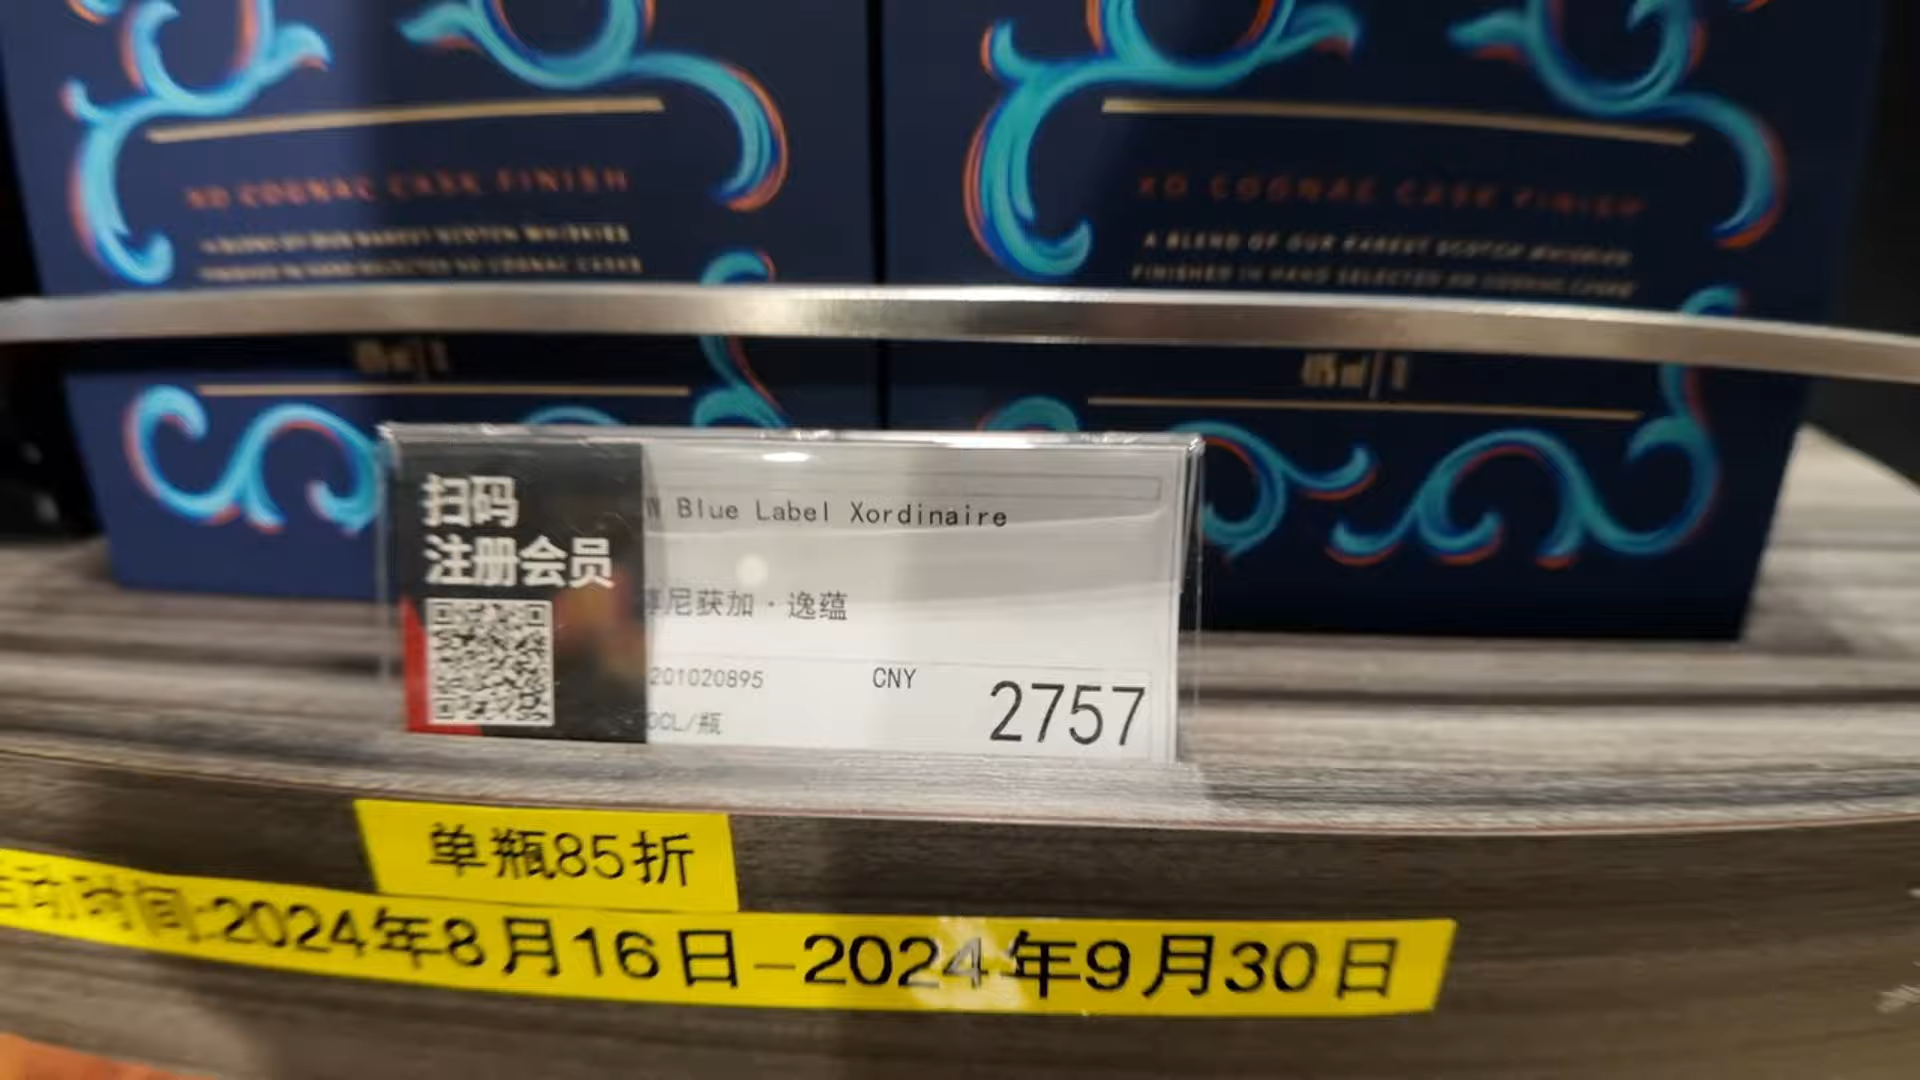 XO COGNAC CASK FINISH
A BLEND OF OUR RAREST SCOTCH WHISKIES
FINISHED IN HAND SELECTED XO COGNAC CASKS
XO COGNAC CASK FINISH
A BLEND OF OUR RAREST SCOTCH WHISKIES
FINISHED IN HAND SELECTED XO COGNAC CASKS
扫码
注册会员
W Blue Label Xordinaire
尼获加·逸蕴
201020895
CNY
2757
CL/瓶
单瓶85折
活动时间:2024年8月16日-2024年9月30日